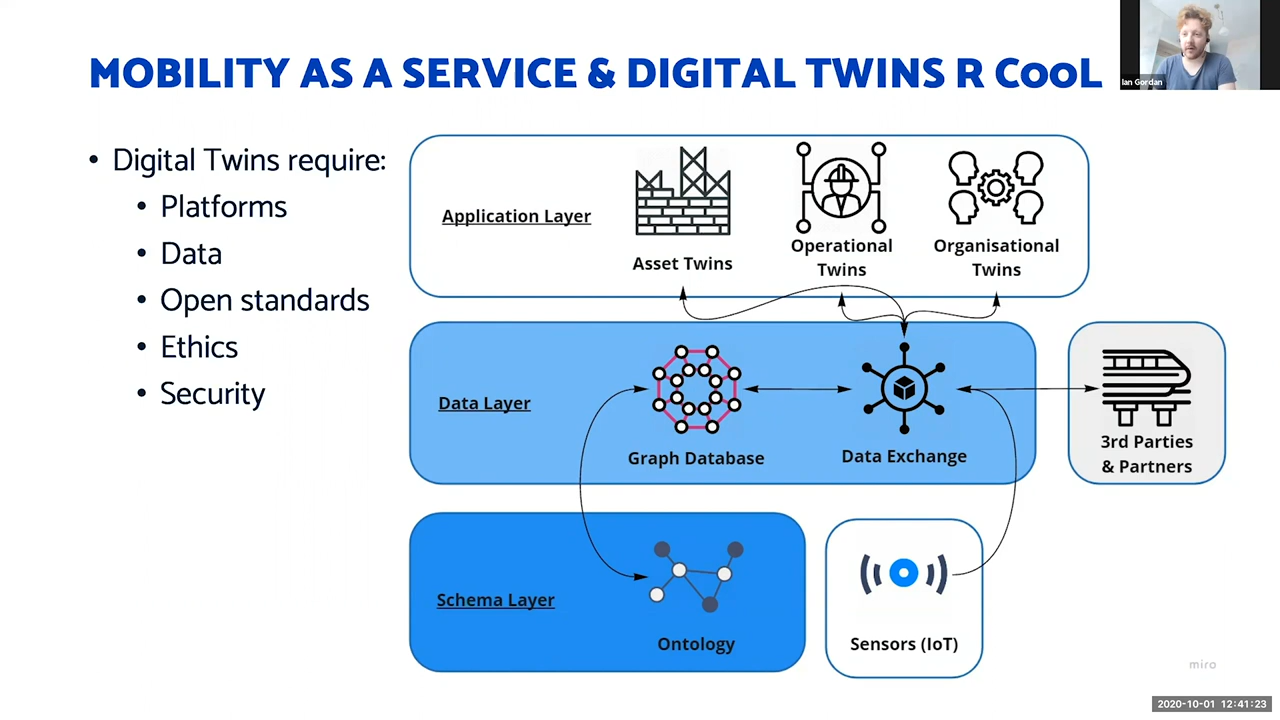 MOBILITY AS A SERVICE & DIGITAL TWINS R COOL
Ian Gordan
• Digital Twins require:
• Platforms
• Data
• Open standards
• Ethics
• Security
Application Layer
Asset Twins
Operational
Twins
Organisational
Twins
Data Layer
Graph Database
Data Exchange
3rd Parties
& Partners
Schema Layer
Ontology
Sensors (IoT)
miro
2020-10-01 12:41:23